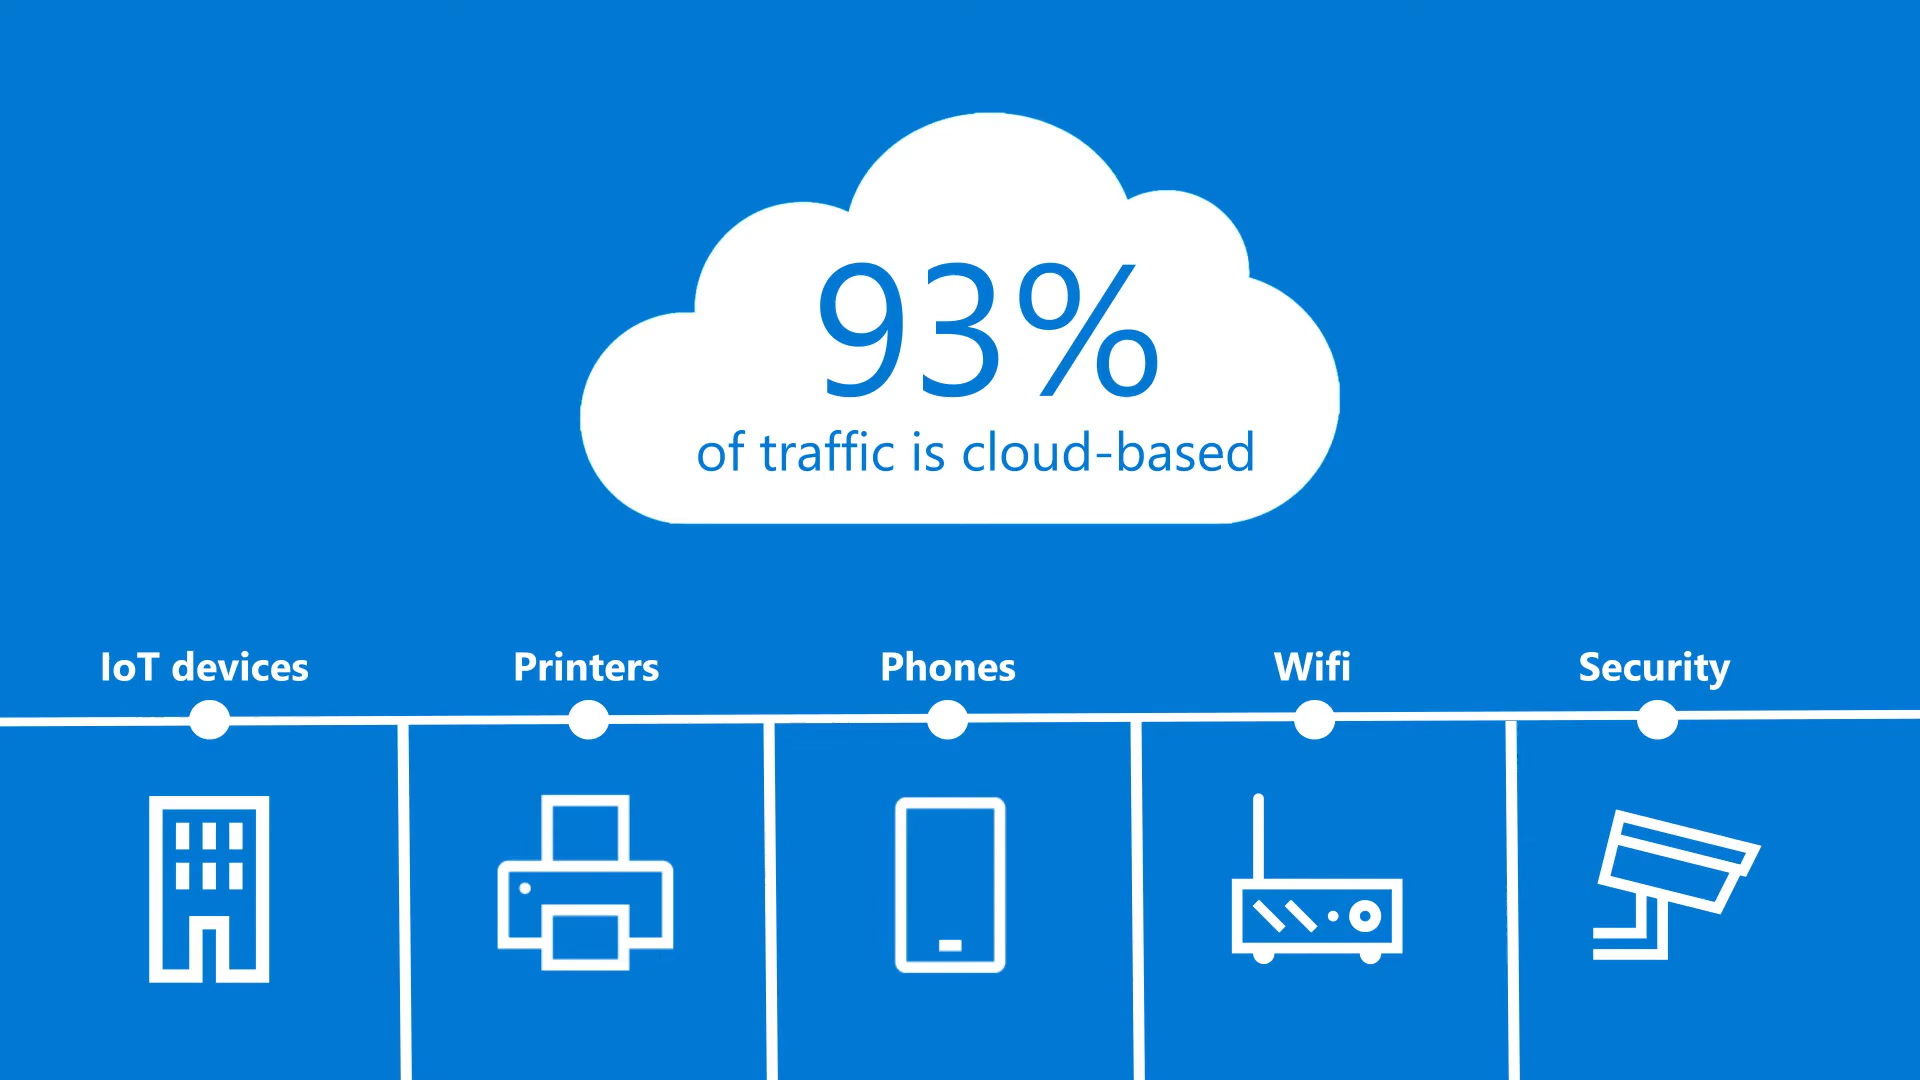 93%
of traffic is cloud-based
IoT devices
Printers
Phones
Wifi
Security